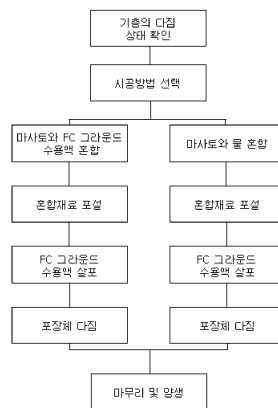 기층의 다짐
상태 확인
시공방법 선택
마사토와 FC 그라운드
수용액 혼합
마사토와 물 혼합
혼합재료 포설
혼합재료 포설
FC 그라운드
수용액 살포
FC 그라운드
수용액 살포
포장체 다짐
포장체 다짐
마무리 및 양생